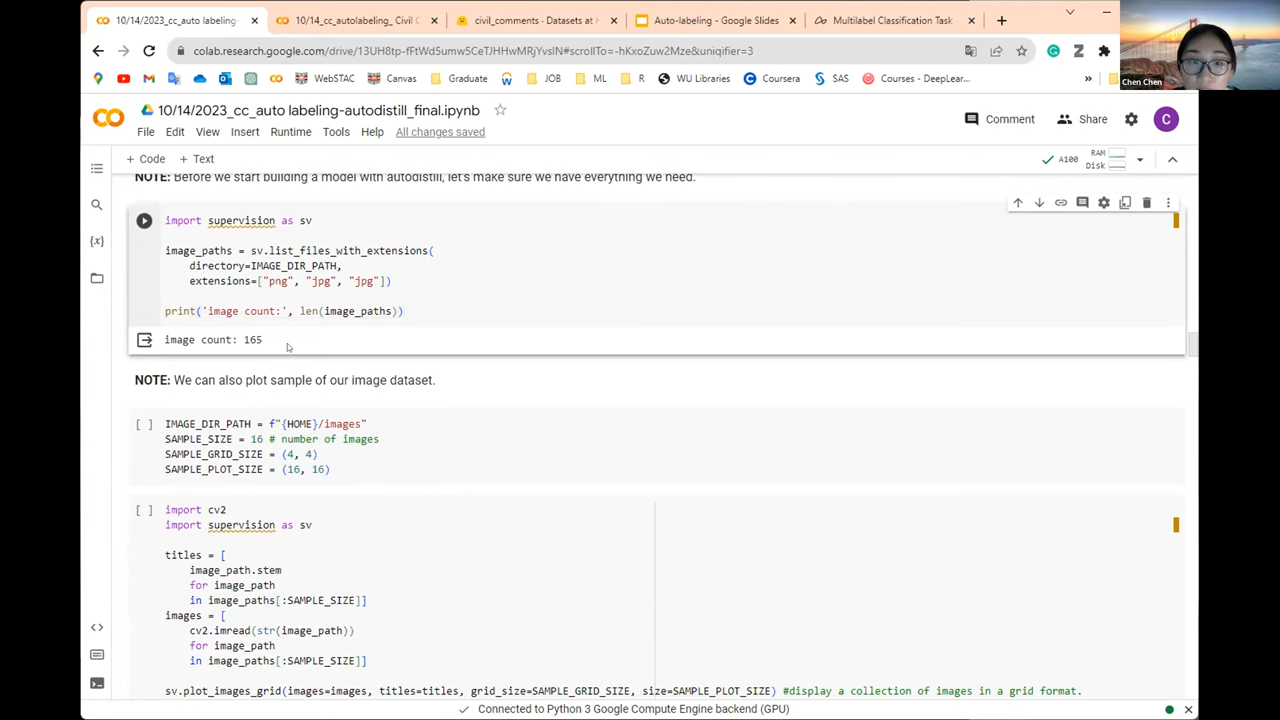 10/14/2023_cc_auto labeling-
10/14_cc_autolabeling_ Civil C
civil_comments · Datasets at H
Auto-labeling - Google Slides
Multilabel Classification Task
colab.research.google.com/drive/13UH8tp-fFtWd5umw5CeTJHHwMRjYvslN#scrollTo=-hKxoZuw2Mze&uniqifier=3
Chen Chen
WebSTAC
Canvas
Graduate
JOB
ML
R
WU Libraries
Coursera
SAS
Courses - DeepLear...
»
10/14/2023_cc_auto labeling-autodistill_final.ipynb
File Edit View Insert Runtime Tools Help All changes saved
Comment
Share
C
+ Code + Text
A100
RAM
Disk
NOTE: Before we start building a model with autodistill, let's make sure we have everything we need.
import supervision as sv
image_paths = sv.list_files_with_extensions(
directory=IMAGE_DIR_PATH,
extensions=["png", "jpg", "jpg"])
print('image count:', len(image_paths))
image count: 165
NOTE: We can also plot sample of our image dataset.
[ ] IMAGE_DIR_PATH = f"{HOME}/images"
SAMPLE_SIZE = 16 # number of images
SAMPLE_GRID_SIZE = (4, 4)
SAMPLE_PLOT_SIZE = (16, 16)
[ ] import cv2
import supervision as sv
titles = [
image_path.stem
for image_path
in image_paths[:SAMPLE_SIZE]]
images = [
cv2.imread(str(image_path))
for image_path
in image_paths[:SAMPLE_SIZE]]
sv.plot_images_grid(images=images, titles=titles, grid_size=SAMPLE_GRID_SIZE, size=SAMPLE_PLOT_SIZE) #display a collection of images in a grid format.
Connected to Python 3 Google Compute Engine backend (GPU)